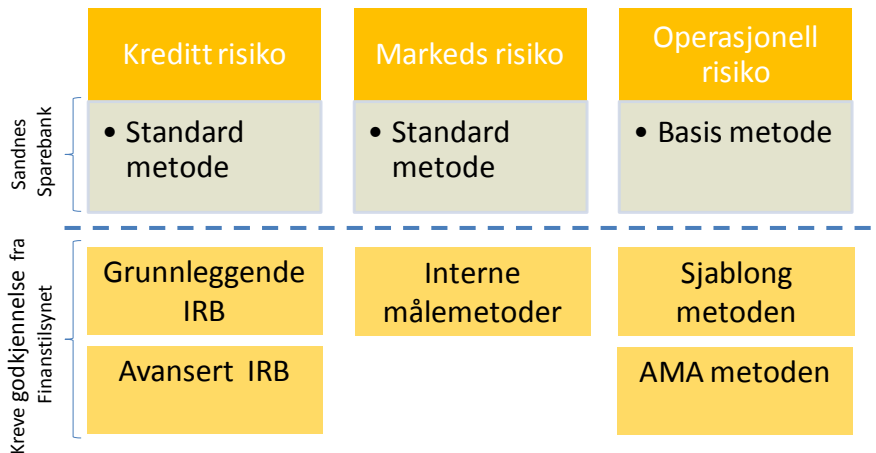 Kreditt risiko
Markeds risiko
Operasjonell
risiko
Sandnes
Sparebank
• Standard
metode
• Standard
metode
• Basis metode
Kreve godkjennelse fra
Finanstilsynet
Grunnleggende
IRB
Interne
målemetoder
Sjablong
metoden
Avansert IRB
AMA metoden